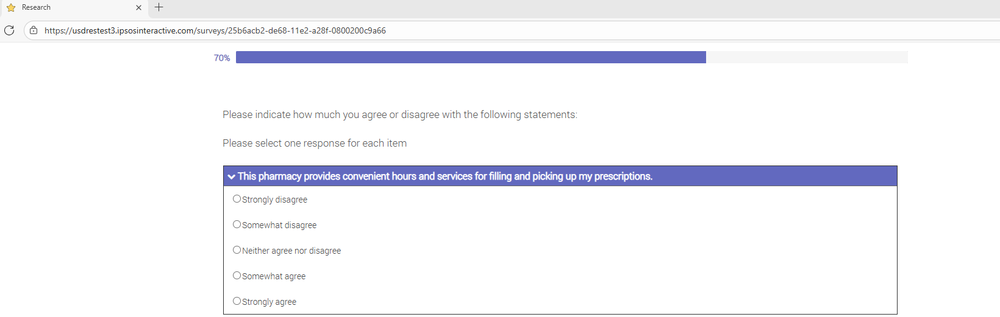 Research
https://usdrestest3.ipsosinteractive.com/surveys/25b6acb2-de68-11e2-a28f-0800200c9a66
70%
Please indicate how much you agree or disagree with the following statements:
Please select one response for each item
This pharmacy provides convenient hours and services for filling and picking up my prescriptions.
Strongly disagree
Somewhat disagree
Neither agree nor disagree
Somewhat agree
Strongly agree